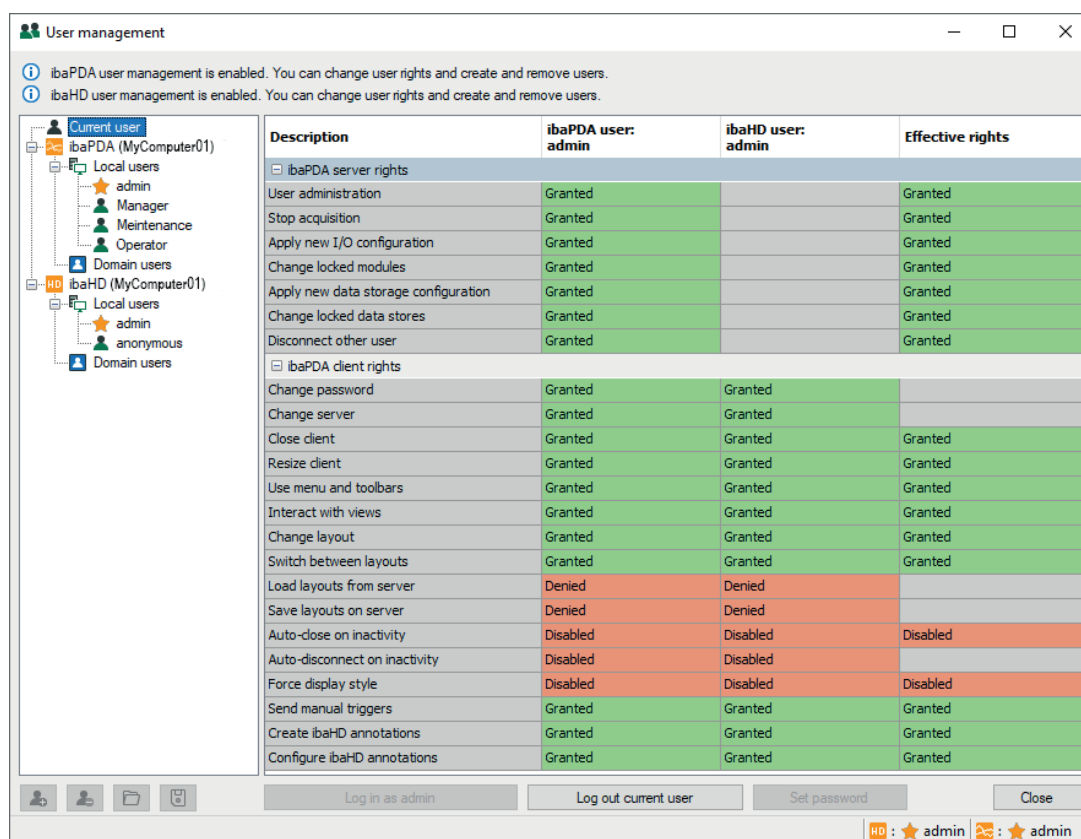 User management
ibaPDA user management is enabled. You can change user rights and create and remove users.
ibaHD user management is enabled. You can change user rights and create and remove users.
Current user
ibaPDA (MyComputer01)
Local users
admin
Manager
Meintenance
Operator
Domain users
HD ibaHD (MyComputer01)
Local users
admin
anonymous
Domain users
Description ibaPDA user: admin ibaHD user: admin Effective rights
ibaPDA server rights
User administration Granted Granted
Stop acquisition Granted Granted
Apply new I/O configuration Granted Granted
Change locked modules Granted Granted
Apply new data storage configuration Granted Granted
Change locked data stores Granted Granted
Disconnect other user Granted Granted
ibaPDA client rights
Change password Granted Granted
Change server Granted Granted
Close client Granted Granted Granted
Resize client Granted Granted Granted
Use menu and toolbars Granted Granted Granted
Interact with views Granted Granted Granted
Change layout Granted Granted Granted
Switch between layouts Granted Granted Granted
Load layouts from server Denied Denied
Save layouts on server Denied Denied
Auto-close on inactivity Disabled Disabled Disabled
Auto-disconnect on inactivity Disabled Disabled
Force display style Disabled Disabled Disabled
Send manual triggers Granted Granted Granted
Create ibaHD annotations Granted Granted Granted
Configure ibaHD annotations Granted Granted Granted
Log in as admin Log out current user Set password Close
HD : admin : admin